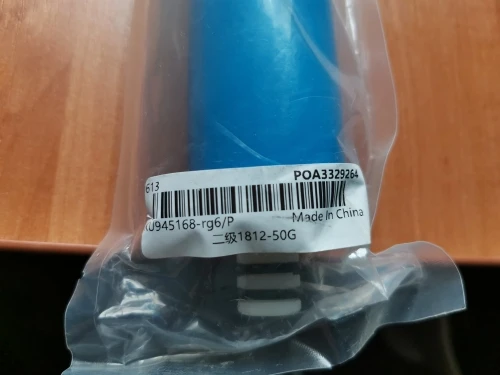 613 POA3329264
U945168-rg6/P Made In China
二级1812-50G